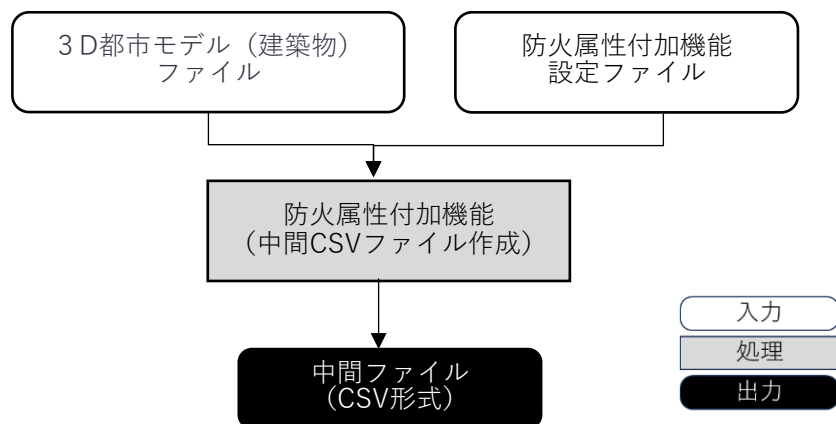 ３D都市モデル（建築物）
ファイル
防火属性付加機能
設定ファイル
防火属性付加機能
（中間CSVファイル作成）
中間ファイル
（CSV形式）
入力
処理
出力